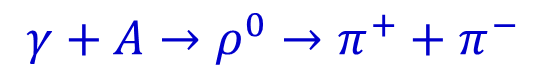 γ + A → ρ⁰ → π⁺ + π⁻